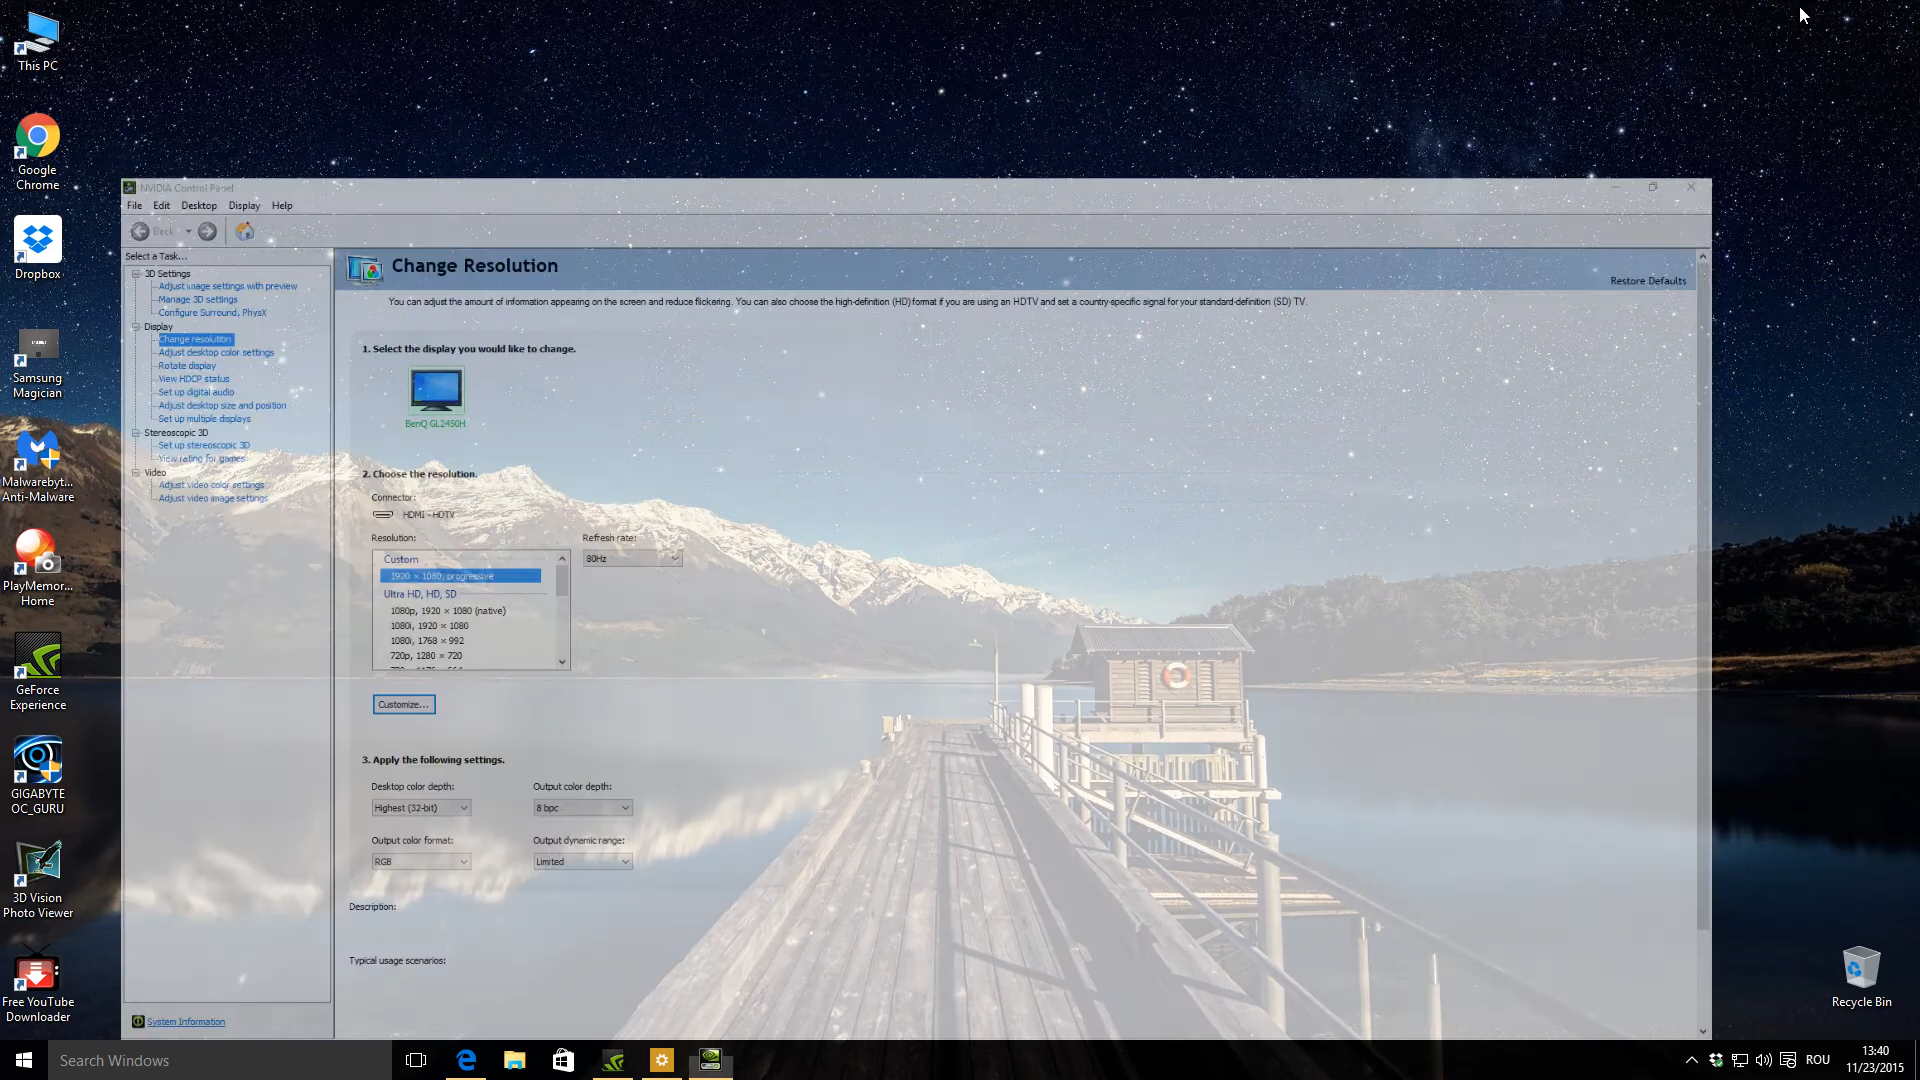 This PC
Google
Chrome
Dropbox
Samsung
Magician
Malwarebyt...
Anti-Malware
PlayMemor...
Home
GeForce
Experience
GIGABYTE
OC_GURU
3D Vision
Photo Viewer
Free YouTube
Downloader
NVIDIA Control Panel
File Edit Desktop Display Help
Back
Select a Task...
3D Settings
Adjust image settings with preview
Manage 3D settings
Configure Surround, PhysX
Display
Change resolution
Adjust desktop color settings
Rotate display
View HDCP status
Set up digital audio
Adjust desktop size and position
Set up multiple displays
Stereoscopic 3D
Set up stereoscopic 3D
View rating for games
Video
Adjust video color settings
Adjust video image settings
System Information
Change Resolution
Restore Defaults
You can adjust the amount of information appearing on the screen and reduce flickering. You can also choose the high-definition (HD) format if you are using an HDTV and set a country-specific signal for your standard-definition (SD) TV.
1. Select the display you would like to change.
BenQ GL2450H
2. Choose the resolution.
Connector:
HDMI - HDTV
Resolution: Refresh rate:
80Hz
Custom
1920 × 1080, progressive
Ultra HD, HD, SD
1080p, 1920 × 1080 (native)
1080i, 1920 × 1080
1080i, 1768 × 992
720p, 1280 × 720
Customize...
3. Apply the following settings.
Desktop color depth: Output color depth:
Highest (32-bit) 8 bpc
Output color format: Output dynamic range:
RGB Limited
Description:
Typical usage scenarios:
Recycle Bin
Search Windows
ROU
13:40
11/23/2015